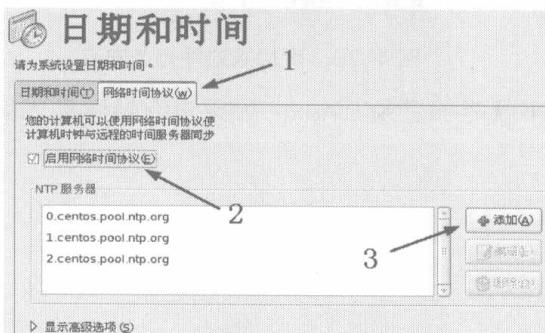 日期和时间
请为系统设置日期和时间。
1
日期和时间(T) 网络时间协议(W)
您的计算机可以使用网络时间协议使
计算机时钟与远程的时间服务器同步
启用网络时间协议(E)
NTP 服务器
2
0.centos.pool.ntp.org
1.centos.pool.ntp.org
2.centos.pool.ntp.org
3
添加(A)
编辑(E)
删除(D)
显示高级选项(S)